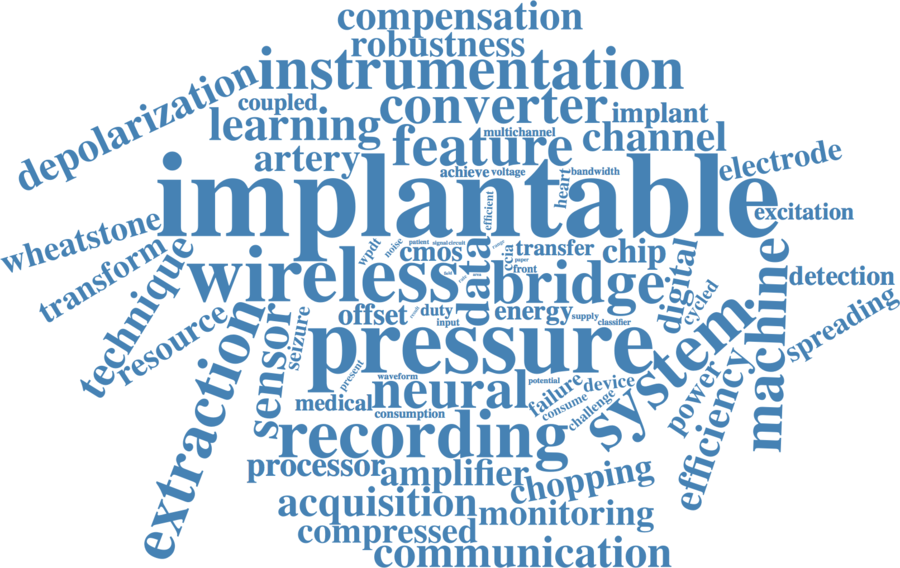 compensation
robustness
instrumentation
depolarization
coupled
converter
implant
learning
multichannel
channel
feature
artery
achieve
voltage
heart
bandwidth
electrode
implantable
efficient
excitation
wheatstone
wpdt
noise
patient
signal
circuit
range
transform
technique
cmos
data
ccia
paper
front
transfer
chip
digital
machine
detection
wireless
bridge
cycled
resource
offset
duty
input
energy
supply
classifier
spreading
extraction
sensor
seizure
pressure
system
present
waveform
neural
potential
failure
device
consume
challenge
power
efficiency
medical
consumption
recording
processor
amplifier
chopping
acquisition
monitoring
compressed
communication